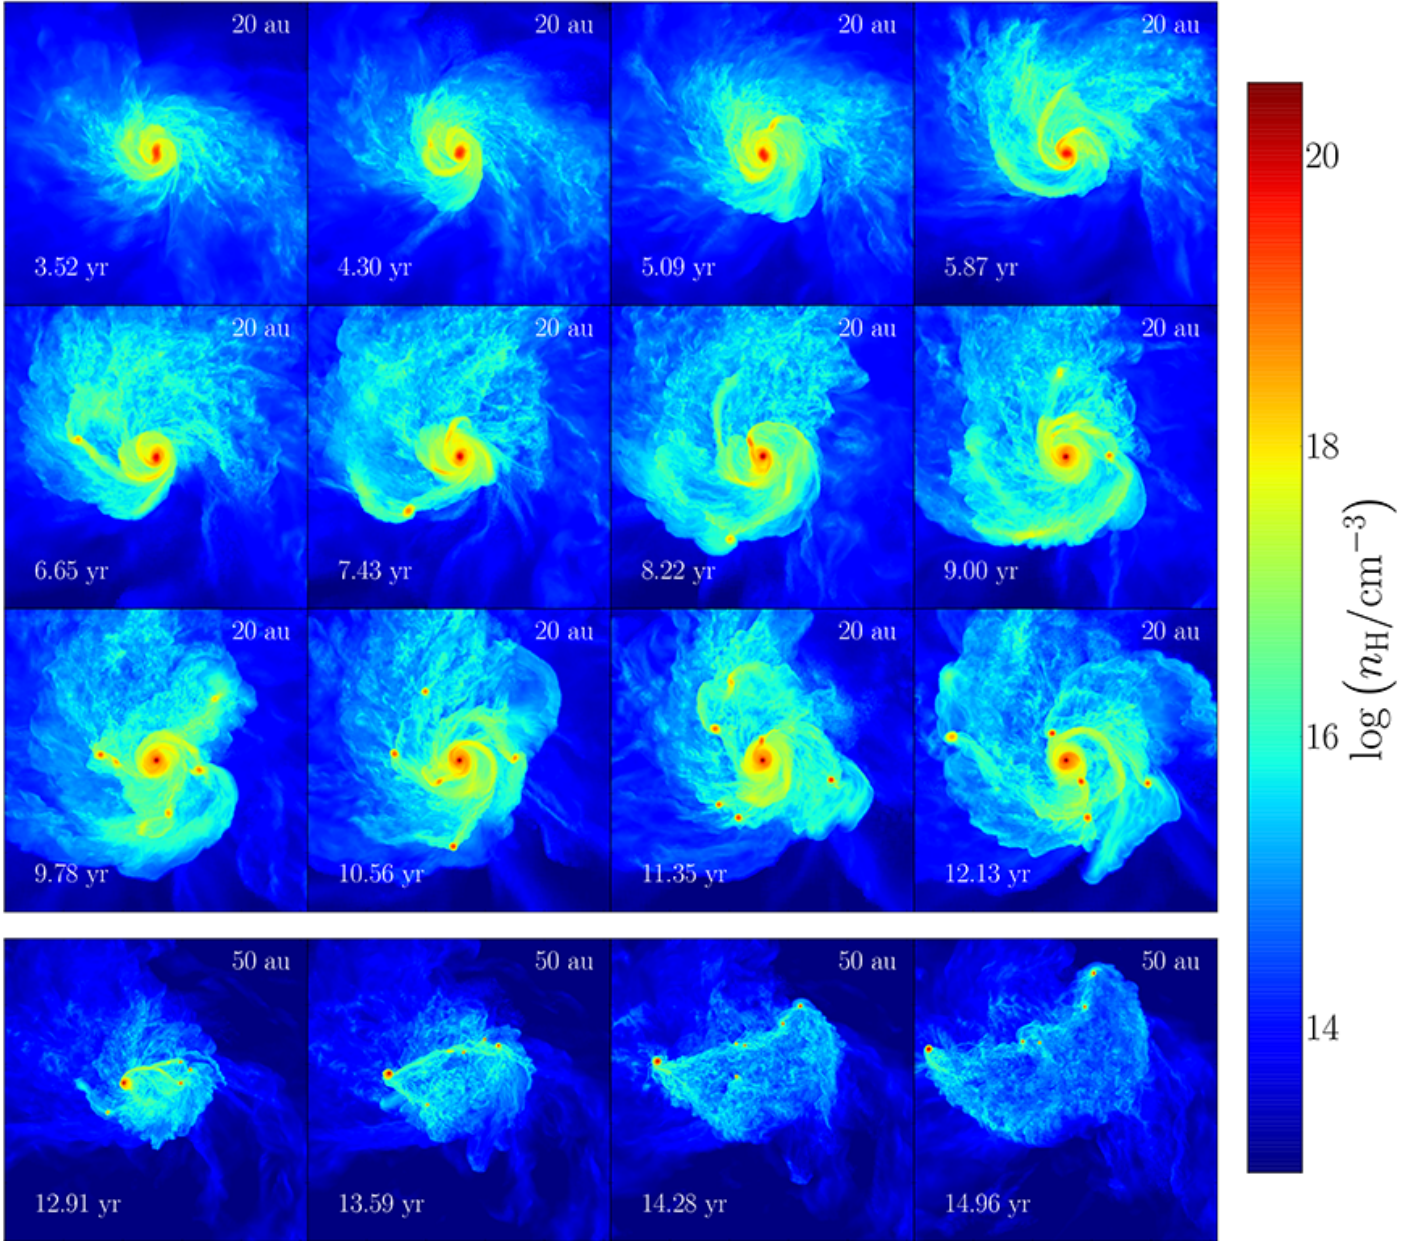 20 au
20 au
20 au
20 au
3.52 yr
4.30 yr
5.09 yr
5.87 yr
20 au
20 au
20 au
20 au
6.65 yr
7.43 yr
8.22 yr
9.00 yr
20 au
20 au
20 au
20 au
9.78 yr
10.56 yr
11.35 yr
12.13 yr
50 au
50 au
50 au
50 au
12.91 yr
13.59 yr
14.28 yr
14.96 yr
20
18
16
14
log (n_H/cm⁻³)